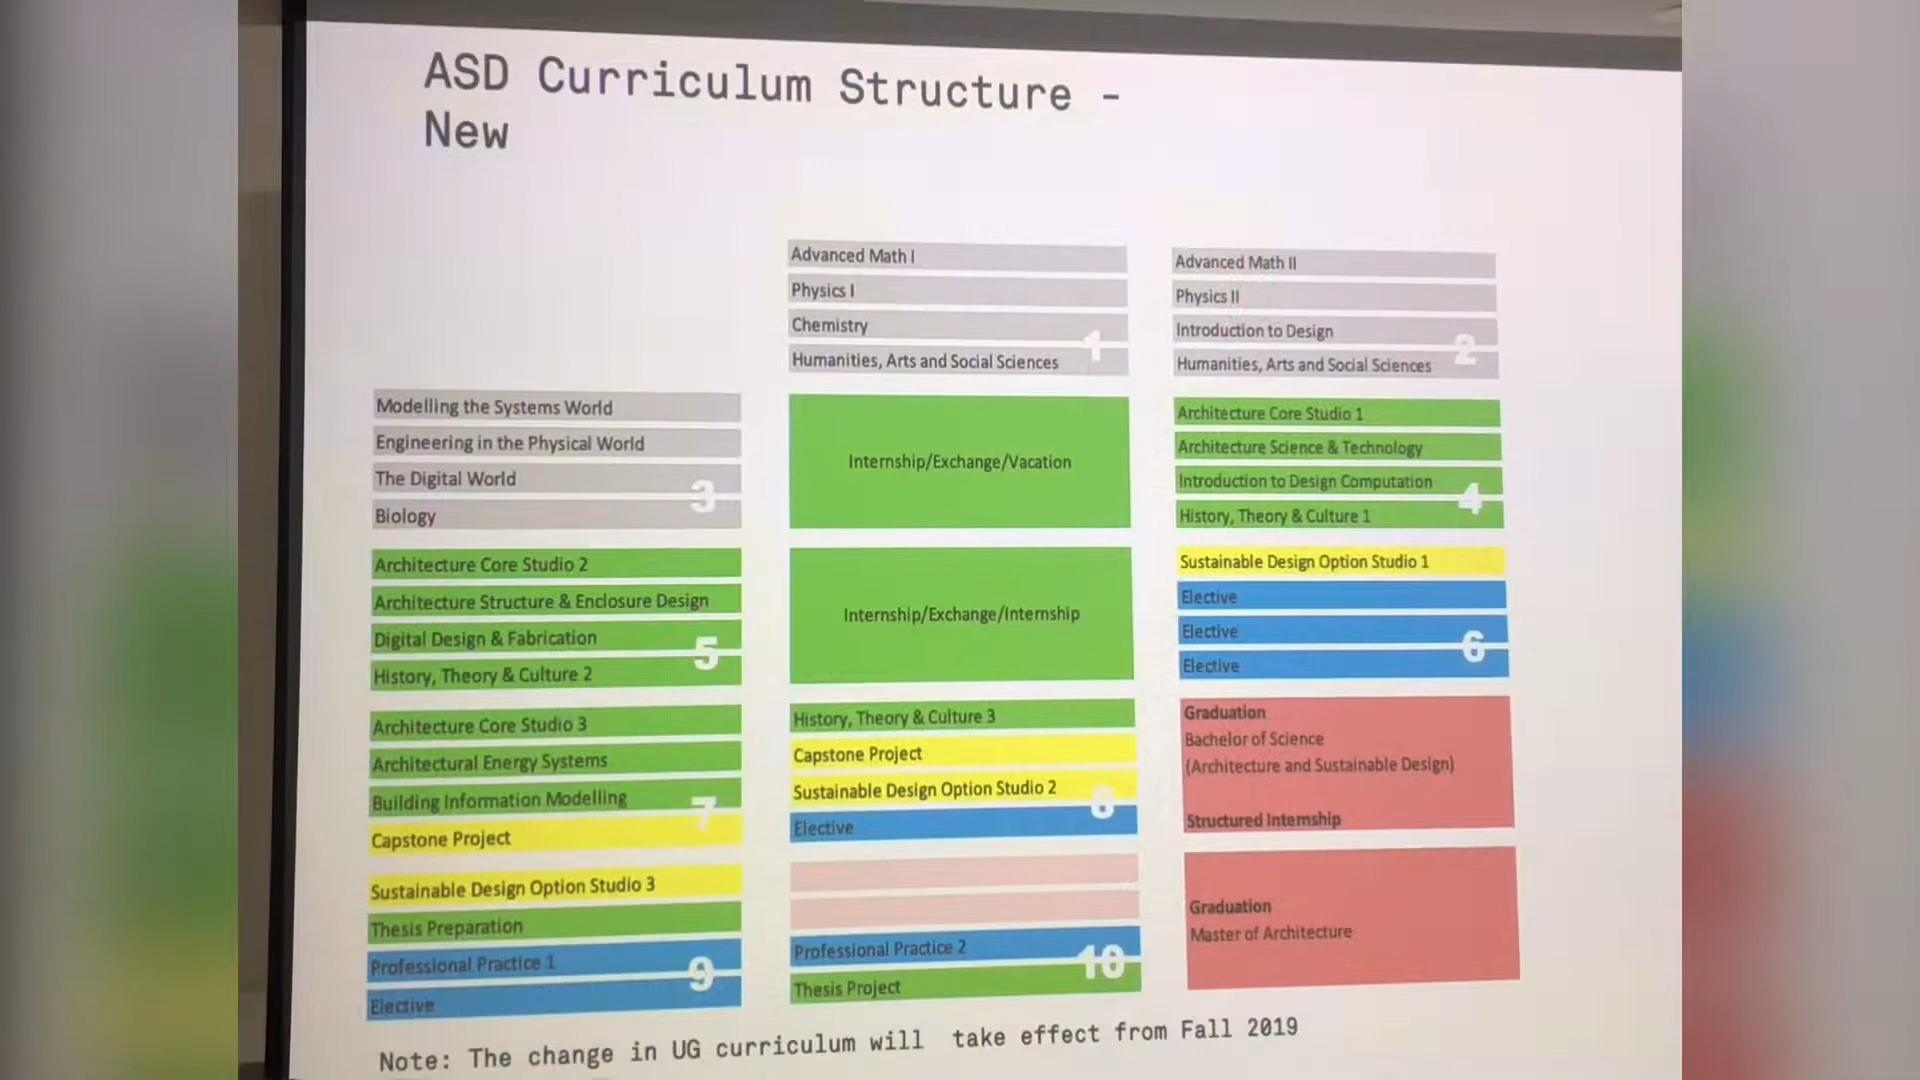 ASD Curriculum Structure -
New
Advanced Math I
Physics I
Chemistry
Humanities, Arts and Social Sciences
1
Advanced Math II
Physics II
Introduction to Design
Humanities, Arts and Social Sciences
2
Modelling the Systems World
Engineering in the Physical World
The Digital World
Biology
3
Internship/Exchange/Vacation
Architecture Core Studio 1
Architecture Science & Technology
Introduction to Design Computation
History, Theory & Culture 1
4
Architecture Core Studio 2
Architecture Structure & Enclosure Design
Digital Design & Fabrication
History, Theory & Culture 2
5
Internship/Exchange/Internship
Sustainable Design Option Studio 1
Elective
Elective
Elective
6
Architecture Core Studio 3
Architectural Energy Systems
Building Information Modelling
Capstone Project
7
History, Theory & Culture 3
Capstone Project
Sustainable Design Option Studio 2
Elective
8
Graduation
Bachelor of Science
(Architecture and Sustainable Design)
Structured Internship
Sustainable Design Option Studio 3
Thesis Preparation
Professional Practice 1
Elective
9
Professional Practice 2
Thesis Project
10
Graduation
Master of Architecture
Note: The change in UG curriculum will take effect from Fall 2019